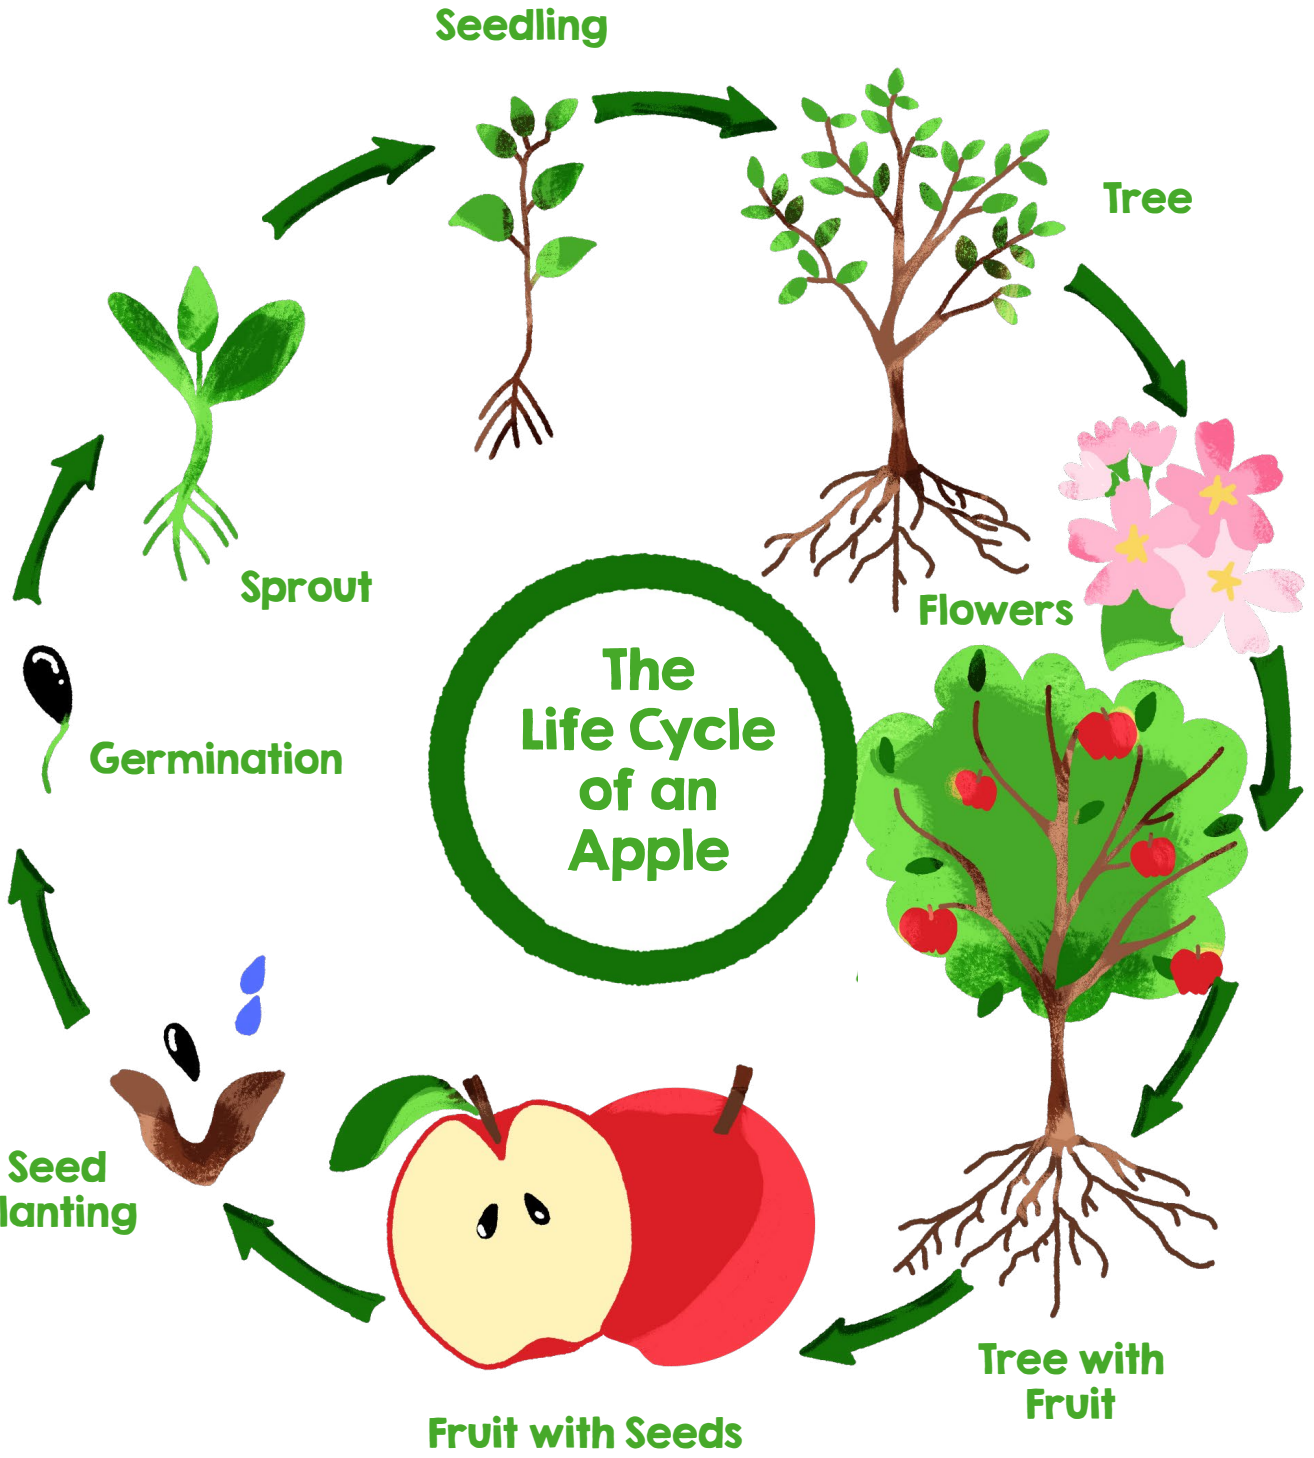 Seedling
Tree
Sprout
Flowers
The
Life Cycle
of an
Apple
Germination
Seed
lanting
Tree with
Fruit
Fruit with Seeds